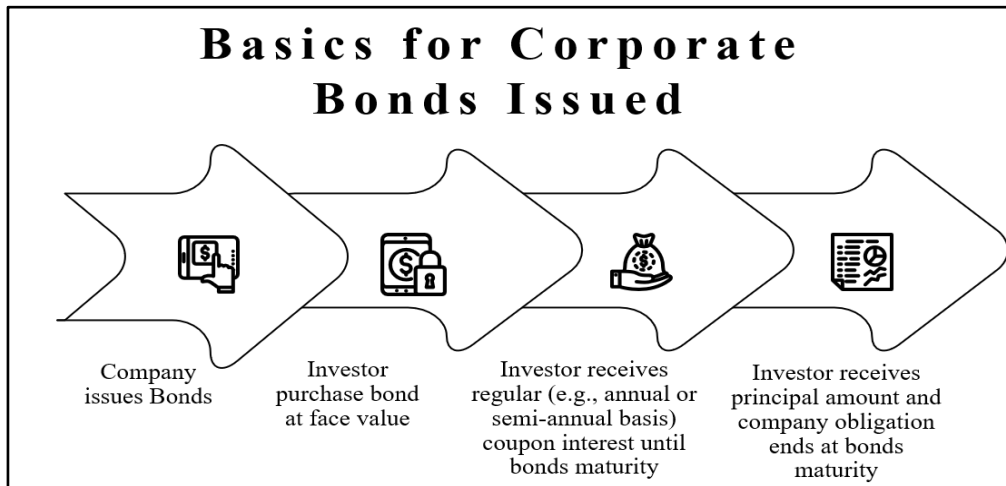 Basics for Corporate
Bonds Issued
Company
issues Bonds
Investor
purchase bond
at face value
Investor receives
regular (e.g., annual or
semi-annual basis)
coupon interest until
bonds maturity
Investor receives
principal amount and
company obligation
ends at bonds
maturity